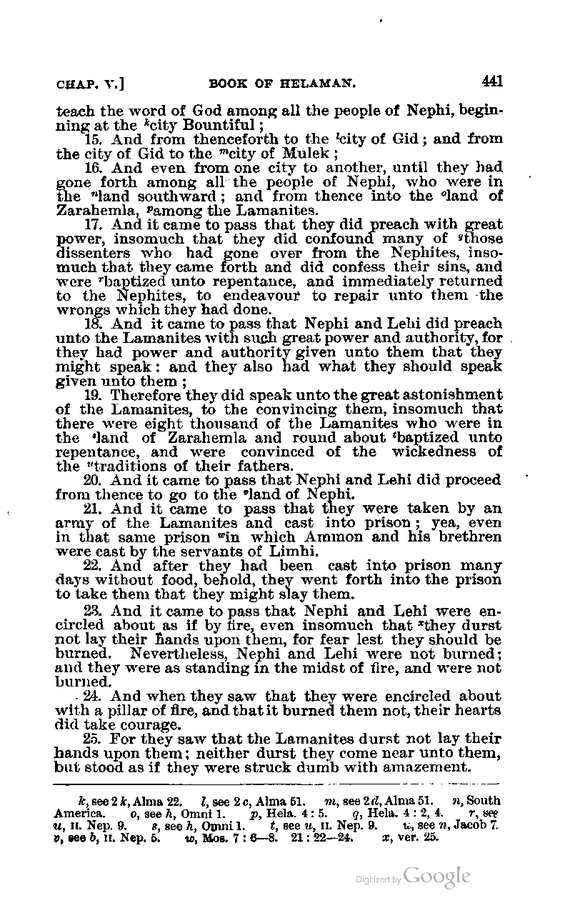 CHAP. V.] BOOK OF HELAMAN. 441
teach the word of God among all the people of Nephi, begin-
ning at the ᵏcity Bountiful ;
15. And from thenceforth to the ˡcity of Gid ; and from
the city of Gid to the ᵐcity of Mulek ;
16. And even from one city to another, until they had
gone forth among all the people of Nephi, who were in
the ⁿland southward ; and from thence into the ᵒland of
Zarahemla, ᵖamong the Lamanites.
17. And it came to pass that they did preach with great
power, insomuch that they did confound many of qthose
dissenters who had gone over from the Nephites, inso-
much that they came forth and did confess their sins, and
were ʳbaptized unto repentance, and immediately returned
to the Nephites, to endeavour to repair unto them the
wrongs which they had done.
18. And it came to pass that Nephi and Lehi did preach
unto the Lamanites with such great power and authority, for
they had power and authority given unto them that they
might speak : and they also had what they should speak
given unto them ;
19. Therefore they did speak unto the great astonishment
of the Lamanites, to the convincing them, insomuch that
there were eight thousand of the Lamanites who were in
the ˢland of Zarahemla and round about ᵗbaptized unto
repentance, and were convinced of the wickedness of
the ᵘtraditions of their fathers.
20. And it came to pass that Nephi and Lehi did proceed
from thence to go to the ᵛland of Nephi.
21. And it came to pass that they were taken by an
army of the Lamanites and cast into prison ; yea, even
in that same prison ʷin which Ammon and his brethren
were cast by the servants of Limhi.
22. And after they had been cast into prison many
days without food, behold, they went forth into the prison
to take them that they might slay them.
23. And it came to pass that Nephi and Lehi were en-
circled about as if by fire, even insomuch that ˣthey durst
not lay their hands upon them, for fear lest they should be
burned. Nevertheless, Nephi and Lehi were not burned;
and they were as standing in the midst of fire, and were not
burned.
24. And when they saw that they were encircled about
with a pillar of fire, and that it burned them not, their hearts
did take courage.
25. For they saw that the Lamanites durst not lay their
hands upon them; neither durst they come near unto them,
but stood as if they were struck dumb with amazement.
k, see 2 k, Alma 22. l, see 2 c, Alma 51. m, see 2 d, Alma 51. n, South
America. o, see h, Omni 1. p, Hela. 4 : 5. q, Hela. 4 : 2, 4. r, see
u, II. Nep. 9. s, see h, Omni 1. t, see u, II. Nep. 9. u, see n, Jacob 7.
v, see b, II. Nep. 5. w, Mos. 7 : 6—8. 21 : 22—24. x, ver. 25.
Digitized by Google